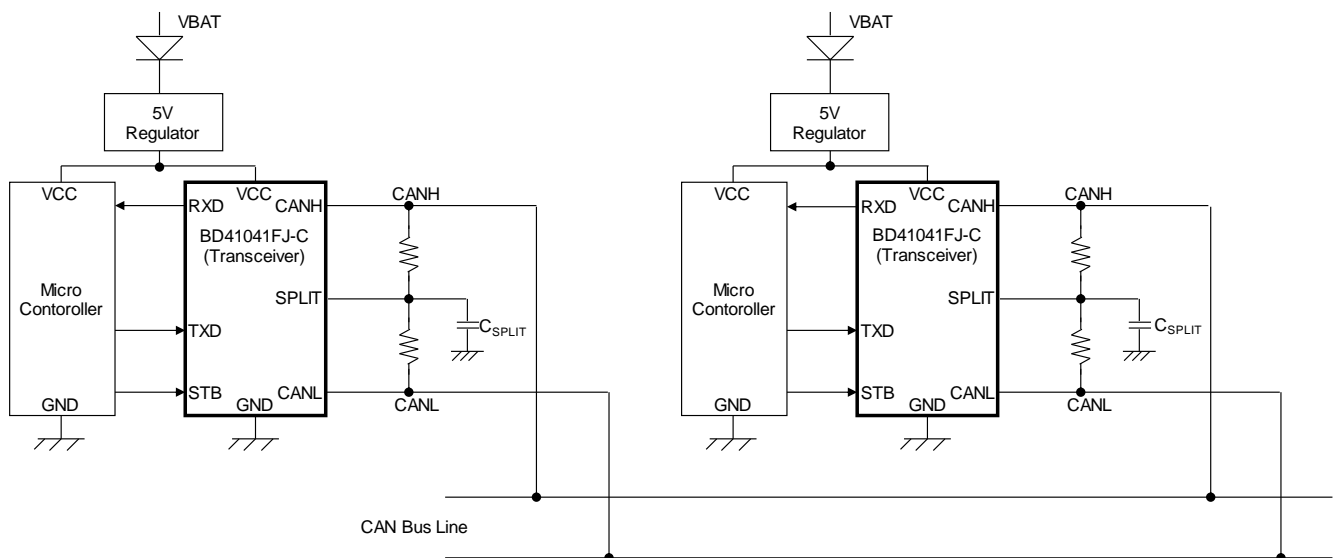 VBAT
5V
Regulator
VCC
VCC
RXD
CANH
CANH
BD41041FJ-C
(Transceiver)
Micro
Contoroller
SPLIT
TXD
CSPLIT
STB
CANL
GND
GND
CANL
VBAT
5V
Regulator
VCC
VCC
RXD
CANH
CANH
BD41041FJ-C
(Transceiver)
Micro
Contoroller
SPLIT
TXD
CSPLIT
STB
CANL
GND
GND
CANL
CAN Bus Line